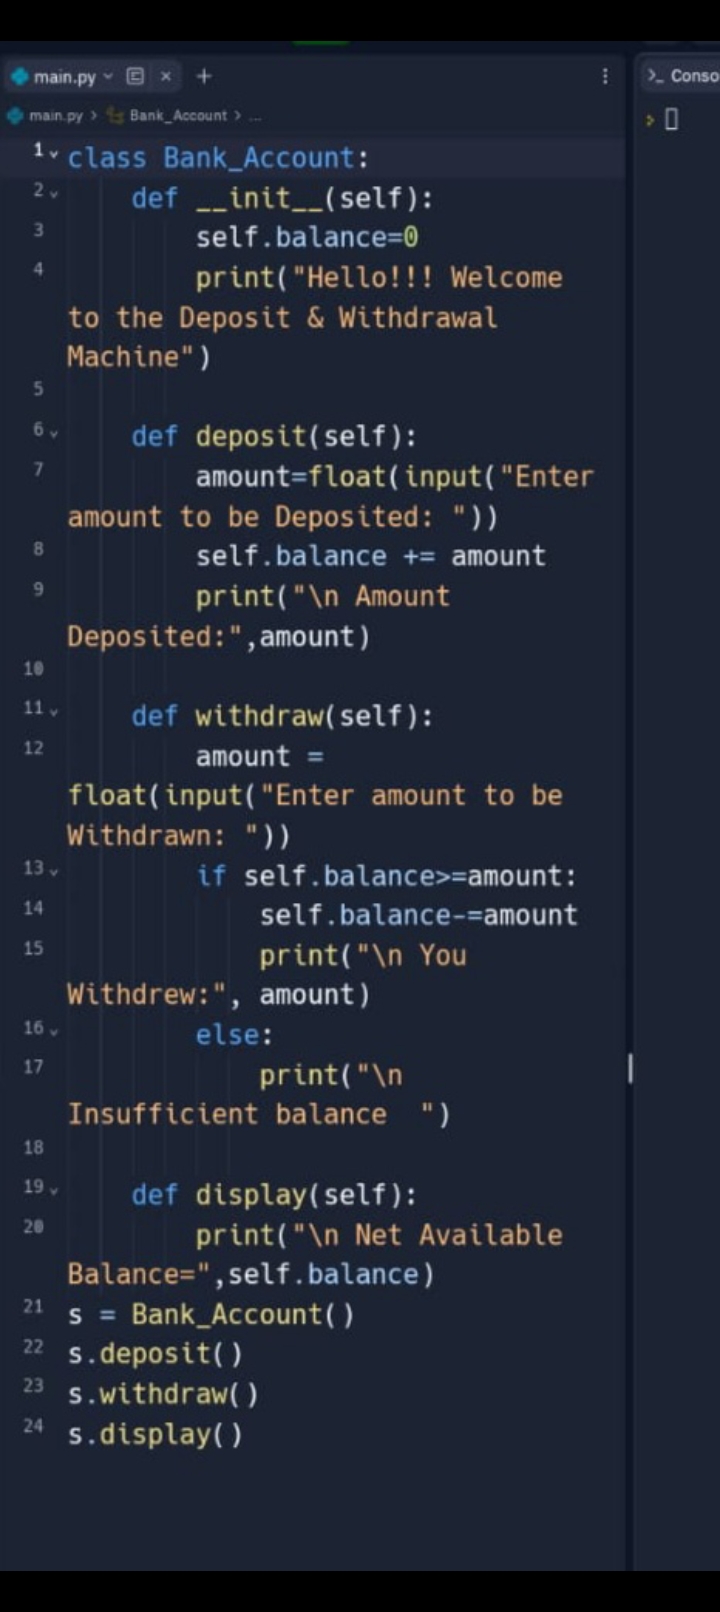 main.py
>_ Conso
main.py > Bank_Account > ...
1 class Bank_Account:
2     def __init__(self):
3         self.balance=0
4         print("Hello!!! Welcome
to the Deposit & Withdrawal
Machine")
5
6     def deposit(self):
7         amount=float(input("Enter
amount to be Deposited: "))
8         self.balance += amount
9         print("\n Amount
Deposited:",amount)
10
11     def withdraw(self):
12         amount =
float(input("Enter amount to be
Withdrawn: "))
13         if self.balance>=amount:
14             self.balance-=amount
15             print("\n You
Withdrew:", amount)
16         else:
17             print("\n
Insufficient balance  ")
18
19     def display(self):
20         print("\n Net Available
Balance=",self.balance)
21 s = Bank_Account()
22 s.deposit()
23 s.withdraw()
24 s.display()